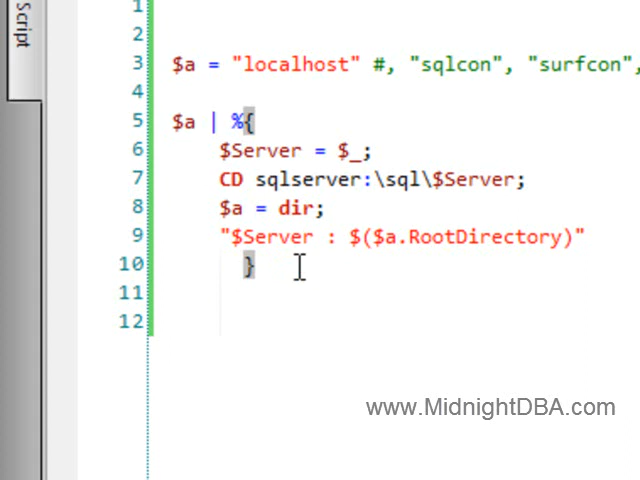 Script
1
2
3 $a = "localhost" #, "sqlcon", "surfcon",
4
5 $a | %{
6 $Server = $_;
7 CD sqlserver:\sql\$Server;
8 $a = dir;
9 "$Server : $($a.RootDirectory)"
10 }
11
12
www.MidnightDBA.com